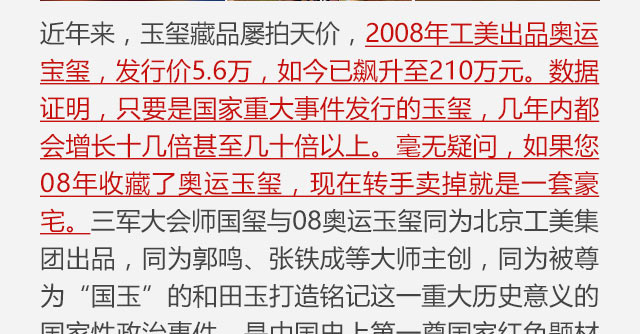 近年来，玉玺藏品屡拍天价，2008年工美出品奥运
宝玺，发行价5.6万，如今已飙升至210万元。数据
证明，只要是国家重大事件发行的玉玺，几年内都
会增长十几倍甚至几十倍以上。毫无疑问，如果您
08年收藏了奥运玉玺，现在转手卖掉就是一套豪
宅。三军大会师国玺与08奥运玉玺同为北京工美集
团出品，同为郭鸣、张铁成等大师主创，同为被尊
为“国玉”的和田玉打造铭记这一重大历史意义的
国家性政治事件，是中国史上第一尊国家红色题材